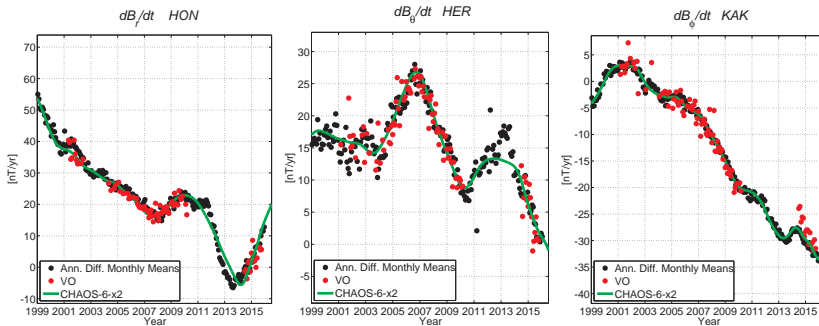 dB_r/dt HON
70
60
50
40
30
20
10
0
-10
[nT/yr]
1999 2001 2003 2005 2007 2009 2011 2013 2015
Year
Ann. Diff. Monthly Means
VO
CHAOS-6-x2
dB_θ/dt HER
30
25
20
15
10
5
0
-5
[nT/yr]
1999 2001 2003 2005 2007 2009 2011 2013 2015
Year
Ann. Diff. Monthly Means
VO
CHAOS-6-x2
dB_ϕ/dt KAK
5
0
-5
-10
-15
-20
-25
-30
-35
-40
[nT/yr]
1999 2001 2003 2005 2007 2009 2011 2013 2015
Year
Ann. Diff. Monthly Means
VO
CHAOS-6-x2